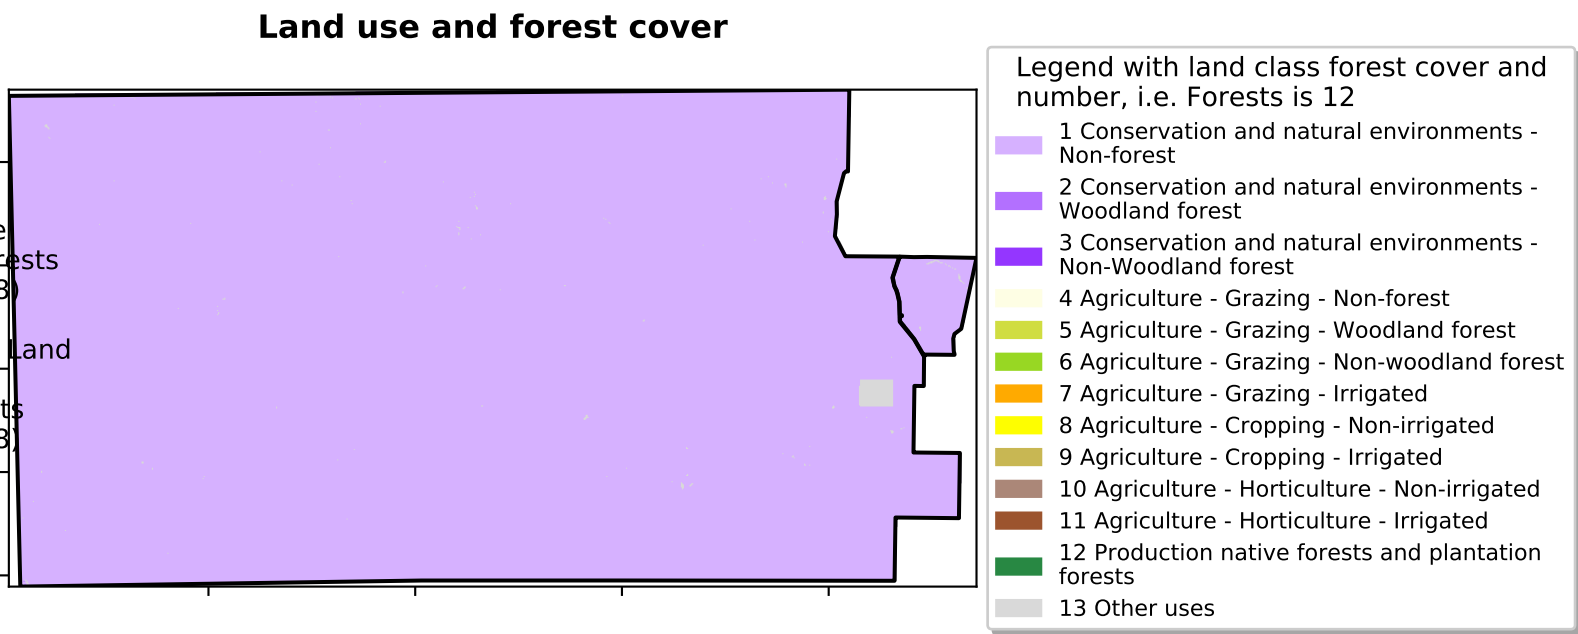 Land use and forest cover
e
rests
8)
Land
ts
8)
Legend with land class forest cover and
number, i.e. Forests is 12
1 Conservation and natural environments -
Non-forest
2 Conservation and natural environments -
Woodland forest
3 Conservation and natural environments -
Non-Woodland forest
4 Agriculture - Grazing - Non-forest
5 Agriculture - Grazing - Woodland forest
6 Agriculture - Grazing - Non-woodland forest
7 Agriculture - Grazing - Irrigated
8 Agriculture - Cropping - Non-irrigated
9 Agriculture - Cropping - Irrigated
10 Agriculture - Horticulture - Non-irrigated
11 Agriculture - Horticulture - Irrigated
12 Production native forests and plantation
forests
13 Other uses